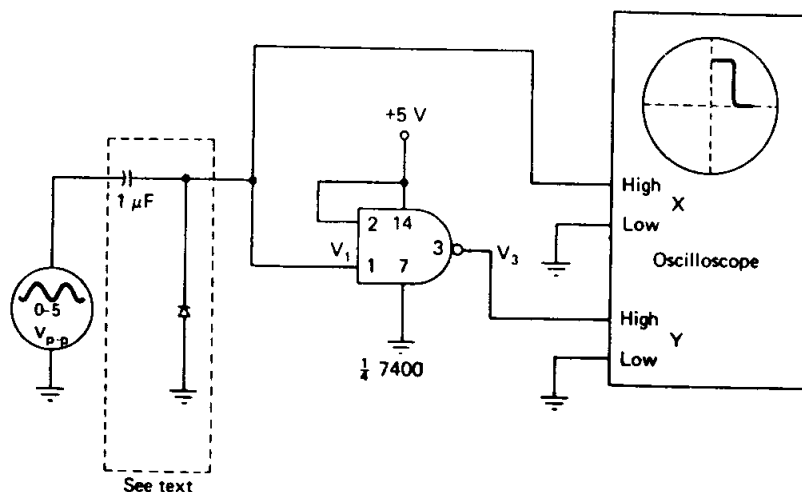 +5 V
1 μF
High
X
Low
Oscilloscope
2 14
V1
3
V3
1 7
0-5
Vp-p
High
Y
Low
1/4 7400
See text